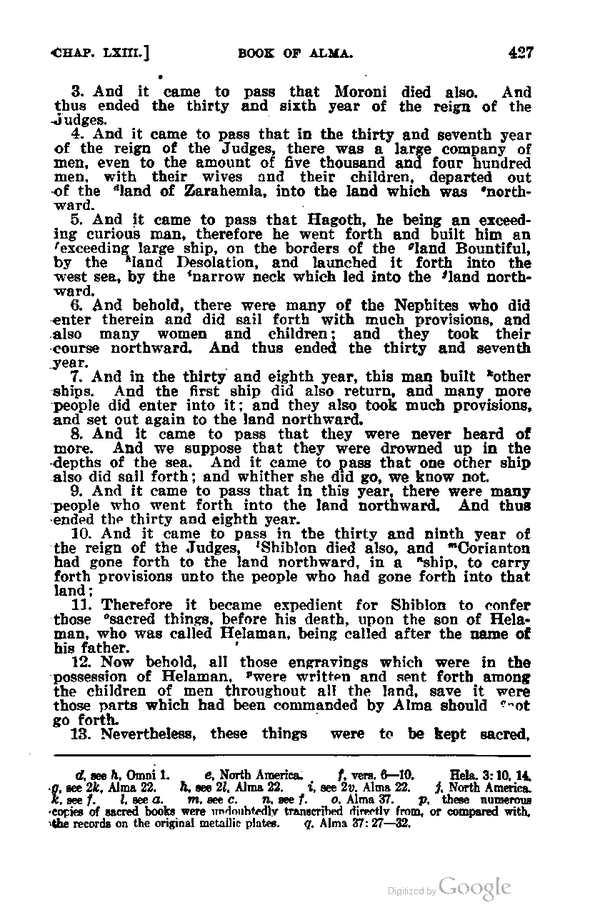 CHAP. LXIII.] BOOK OF ALMA. 427
3. And it came to pass that Moroni died also. And
thus ended the thirty and sixth year of the reign of the
Judges.
4. And it came to pass that in the thirty and seventh year
of the reign of the Judges, there was a large company of
men, even to the amount of five thousand and four hundred
men, with their wives and their children, departed out
of the ᵈland of Zarahemla, into the land which was ᵉnorth-
ward.
5. And it came to pass that Hagoth, he being an exceed-
ing curious man, therefore he went forth and built him an
ᶠexceeding large ship, on the borders of the ᵍland Bountiful,
by the ʰland Desolation, and launched it forth into the
west sea, by the ⁱnarrow neck which led into the ʲland north-
ward.
6. And behold, there were many of the Nephites who did
enter therein and did sail forth with much provisions, and
also many women and children; and they took their
course northward. And thus ended the thirty and seventh
year.
7. And in the thirty and eighth year, this man built ᵏother
ships. And the first ship did also return, and many more
people did enter into it; and they also took much provisions,
and set out again to the land northward.
8. And it came to pass that they were never heard of
more. And we suppose that they were drowned up in the
depths of the sea. And it came to pass that one other ship
also did sail forth; and whither she did go, we know not.
9. And it came to pass that in this year, there were many
people who went forth into the land northward. And thus
ended the thirty and eighth year.
10. And it came to pass in the thirty and ninth year of
the reign of the Judges, ˡShiblon died also, and ᵐCorianton
had gone forth to the land northward, in a ⁿship, to carry
forth provisions unto the people who had gone forth into that
land;
11. Therefore it became expedient for Shiblon to confer
those ᵒsacred things, before his death, upon the son of Hela-
man, who was called Helaman, being called after the name of
his father.
12. Now behold, all those engravings which were in the
possession of Helaman, ᵖwere written and sent forth among
the children of men throughout all the land, save it were
those parts which had been commanded by Alma should not
go forth.
13. Nevertheless, these things were to be kept sacred,
d, see h, Omni 1. e, North America. f, vers. 6—10. Hela. 3: 10, 14.
g, see 2k, Alma 22. h, see 2l, Alma 22. i, see 2v, Alma 22. j, North America.
k, see f. l, see a. m, see c. n, see f. o, Alma 37. p, these numerous
copies of sacred books were undoubtedly transcribed directly from, or compared with,
the records on the original metallic plates. q, Alma 37: 27—32.
Digitized by Google